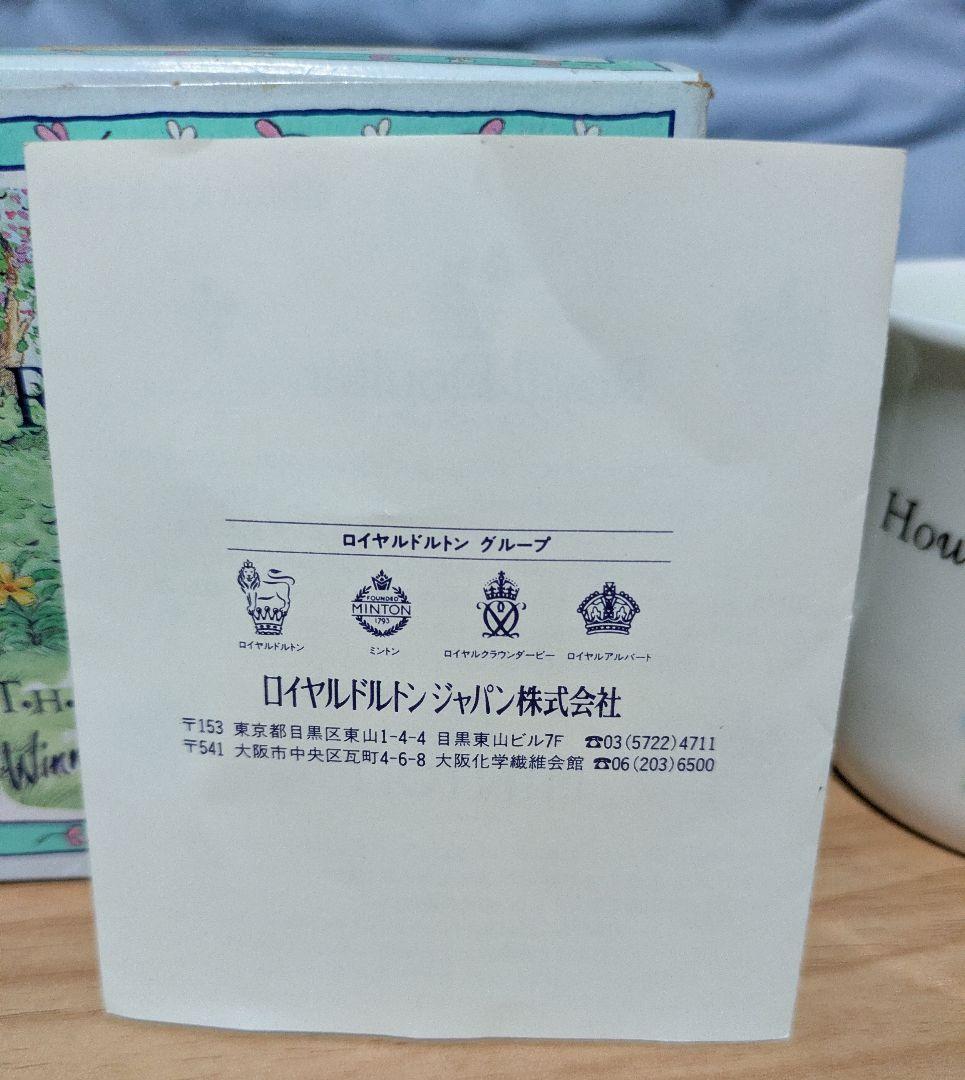 ロイヤルドルトン グループ
FOUNDED
MINTON
1793
ロイヤルドルトン ミントン ロイヤルクラウンダービー ロイヤルアルバート
ロイヤルドルトン ジャパン株式会社
〒153 東京都目黒区東山1-4-4 目黒東山ビル7F ☎03(5722)4711
〒541 大阪市中央区瓦町4-6-8 大阪化学繊維会館 ☎06(203)6500
How
T.H.